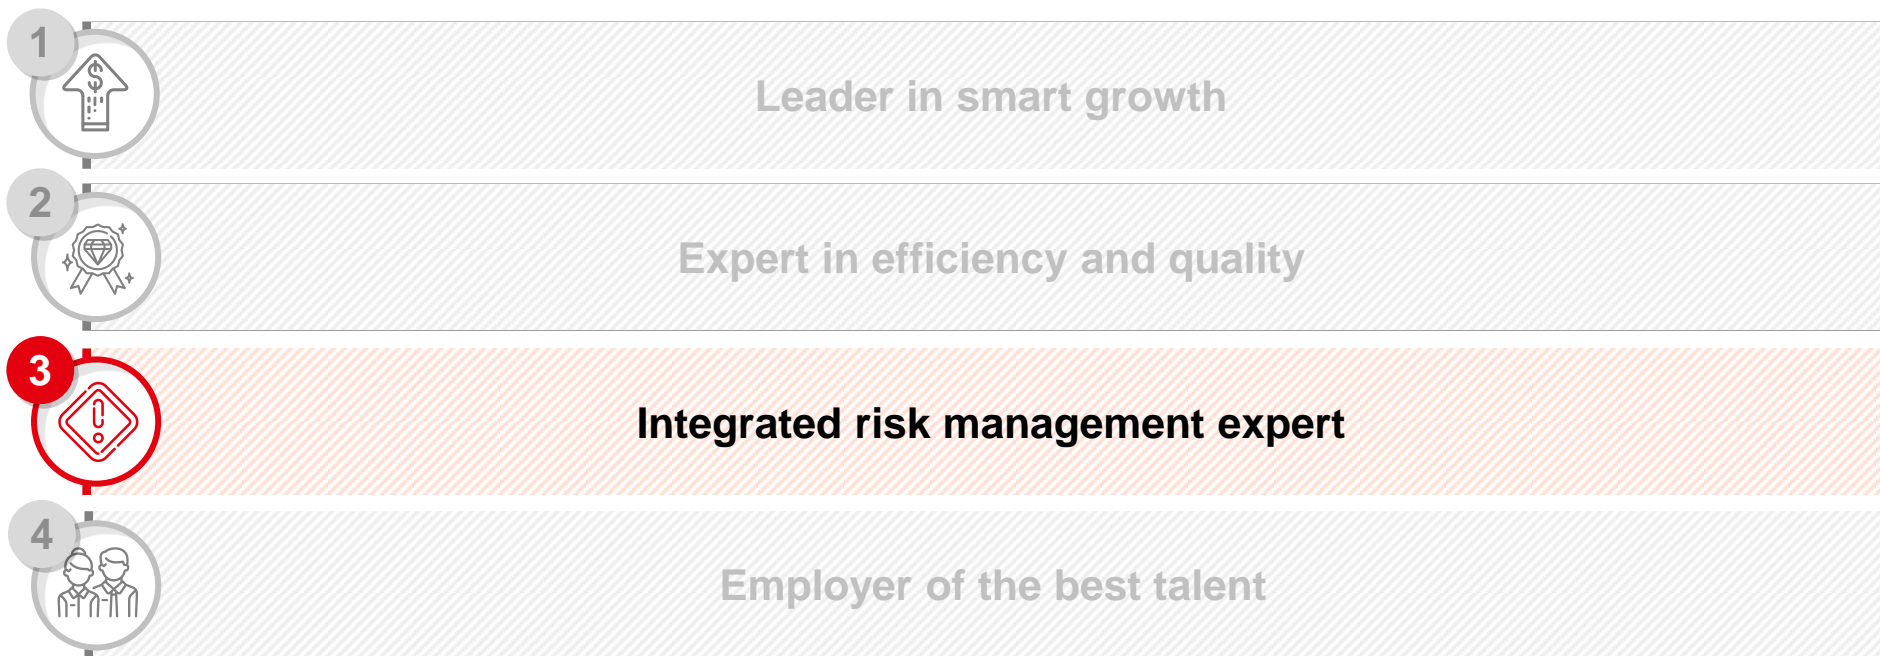 1
$
Leader in smart growth
2
Expert in efficiency and quality
3
Integrated risk management expert
4
Employer of the best talent